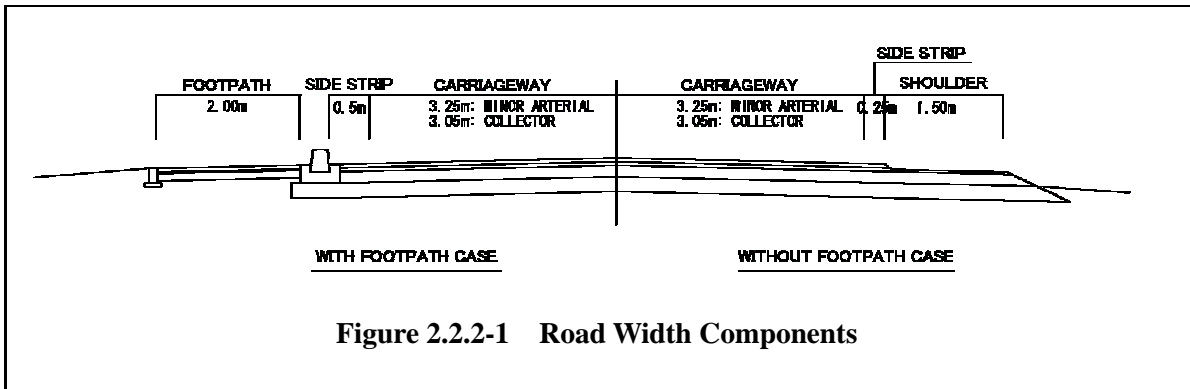 SIDE STRIP
FOOTPATH SIDE STRIP CARRIAGEWAY CARRIAGEWAY SHOULDER
2.00m 0.5m 3.25m: MINOR ARTERIAL 3.25m: MINOR ARTERIAL 0.25m 1.50m
3.05m: COLLECTOR 3.05m: COLLECTOR
WITH FOOTPATH CASE WITHOUT FOOTPATH CASE
Figure 2.2.2-1 Road Width Components